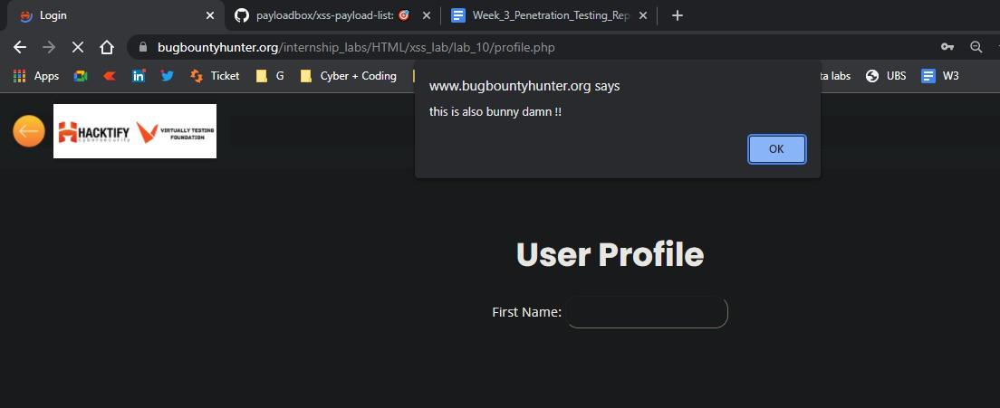 Login
payloadbox/xss-payload-list: 🎯
Week_3_Penetration_Testing_Rep
bugbountyhunter.org/internship_labs/HTML/xss_lab/lab_10/profile.php
Apps
Ticket
G
Cyber + Coding
ta labs
UBS
W3
www.bugbountyhunter.org says
this is also bunny damn !!
OK
HACKTIFY
cybersecurity
VIRTUALLY TESTING
FOUNDATION
User Profile
First Name: